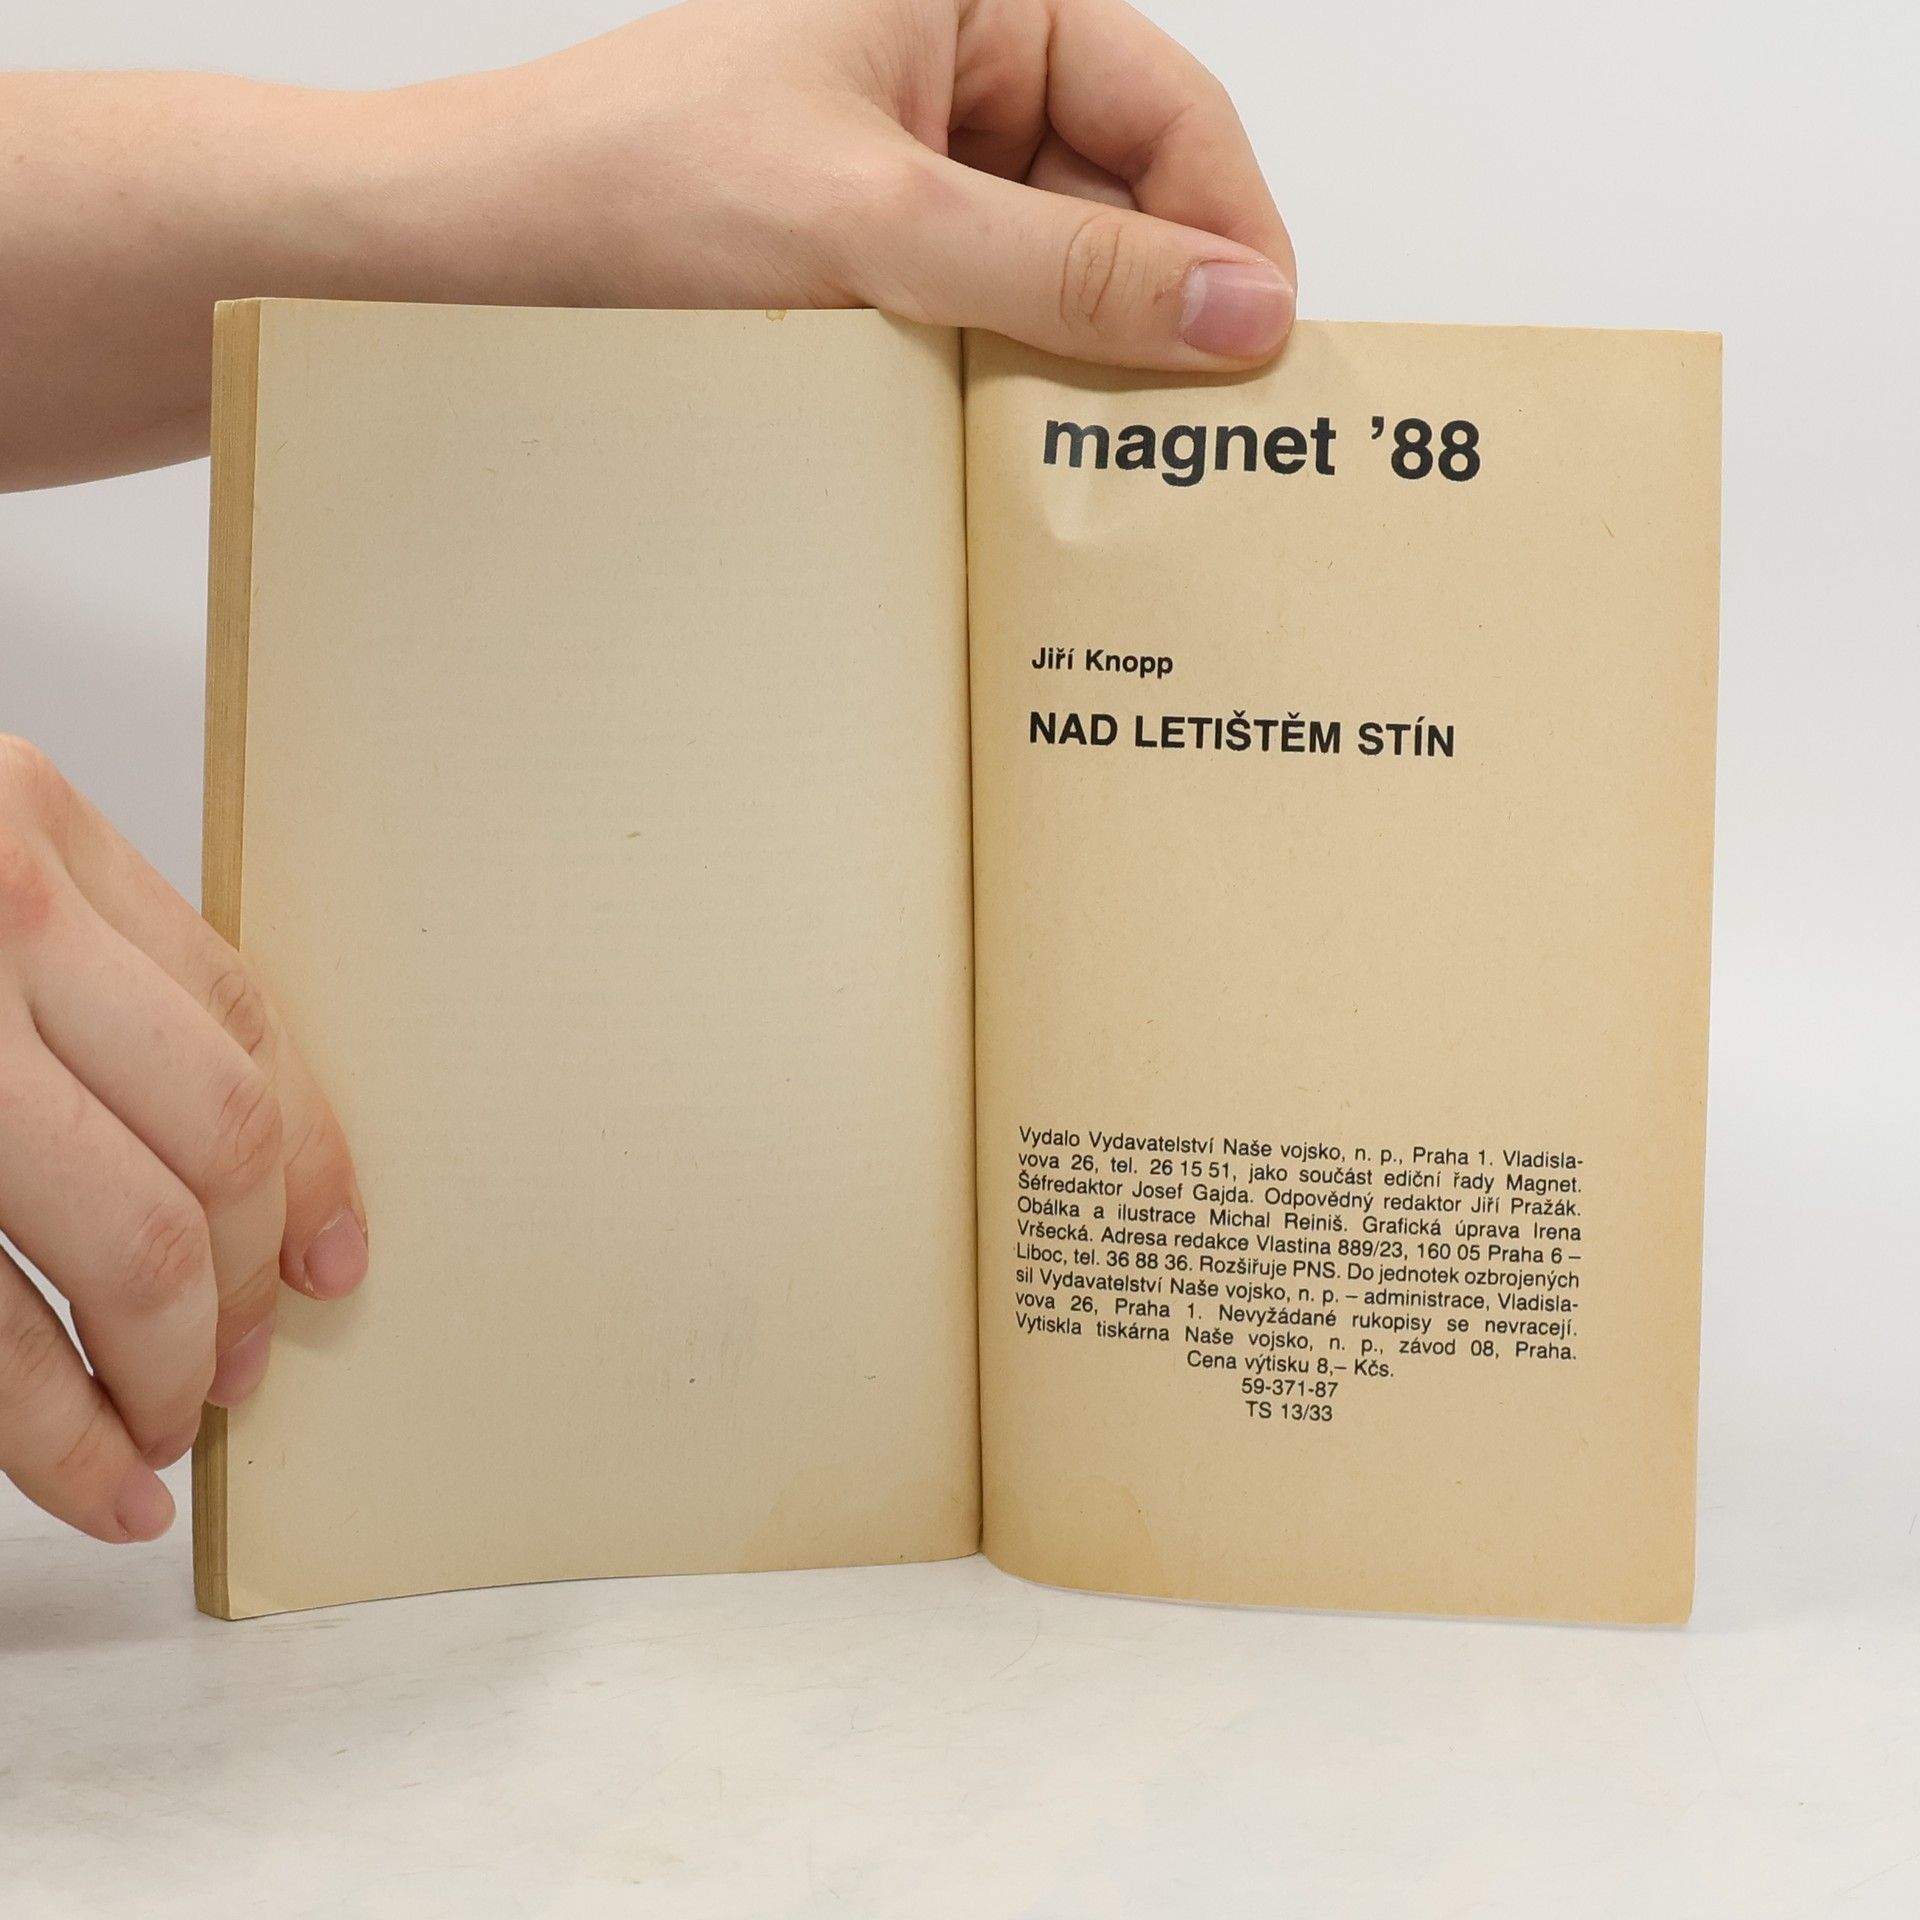 magnet ’88
Jiří Knopp
NAD LETIŠTĚM STÍN
Vydalo Vydavatelství Naše vojsko, n. p., Praha 1. Vladisla-
vova 26, tel. 26 15 51, jako součást ediční řady Magnet.
Šéfredaktor Josef Gajda. Odpovědný redaktor Jiří Pražák.
Obálka a ilustrace Michal Reiniš. Grafická úprava Irena
Vršecká. Adresa redakce Vlastina 889/23, 160 05 Praha 6 –
Liboc, tel. 36 88 36. Rozšiřuje PNS. Do jednotek ozbrojených
sil Vydavatelství Naše vojsko, n. p. – administrace, Vladisla-
vova 26, Praha 1. Nevyžádané rukopisy se nevracejí.
Vytiskla tiskárna Naše vojsko, n. p., závod 08, Praha.
Cena výtisku 8,– Kčs.
59-371-87
TS 13/33